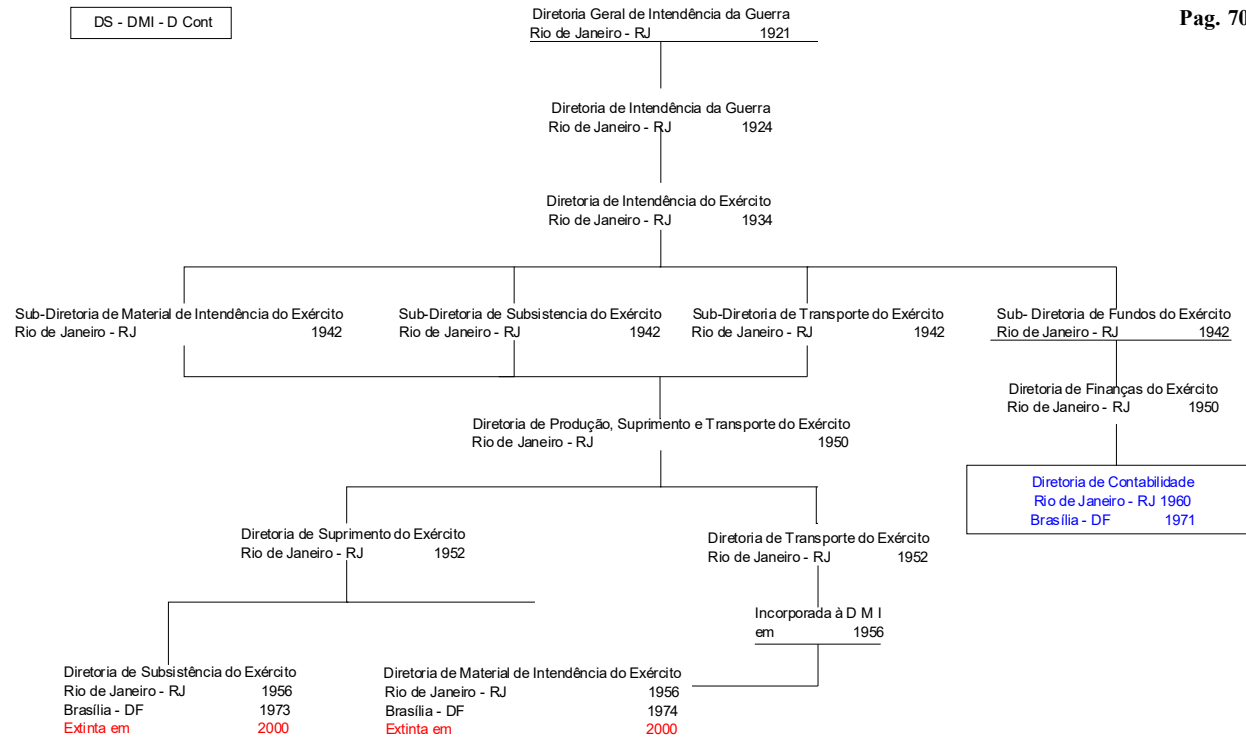 DS - DMI - D Cont
Pag. 70
Diretoria Geral de Intendência da Guerra
Rio de Janeiro - RJ 1921
Diretoria de Intendência da Guerra
Rio de Janeiro - RJ 1924
Diretoria de Intendência do Exército
Rio de Janeiro - RJ 1934
Sub-Diretoria de Material de Intendência do Exército
Rio de Janeiro - RJ 1942
Sub-Diretoria de Subsistencia do Exército
Rio de Janeiro - RJ 1942
Sub-Diretoria de Transporte do Exército
Rio de Janeiro - RJ 1942
Sub- Diretoria de Fundos do Exército
Rio de Janeiro - RJ 1942
Diretoria de Finanças do Exército
Rio de Janeiro - RJ 1950
Diretoria de Produção, Suprimento e Transporte do Exército
Rio de Janeiro - RJ 1950
Diretoria de Contabilidade
Rio de Janeiro - RJ 1960
Brasília - DF 1971
Diretoria de Suprimento do Exército
Rio de Janeiro - RJ 1952
Diretoria de Transporte do Exército
Rio de Janeiro - RJ 1952
Incorporada à D M I
em 1956
Diretoria de Subsistência do Exército
Rio de Janeiro - RJ 1956
Brasília - DF 1973
Extinta em 2000
Diretoria de Material de Intendência do Exército
Rio de Janeiro - RJ 1956
Brasília - DF 1974
Extinta em 2000